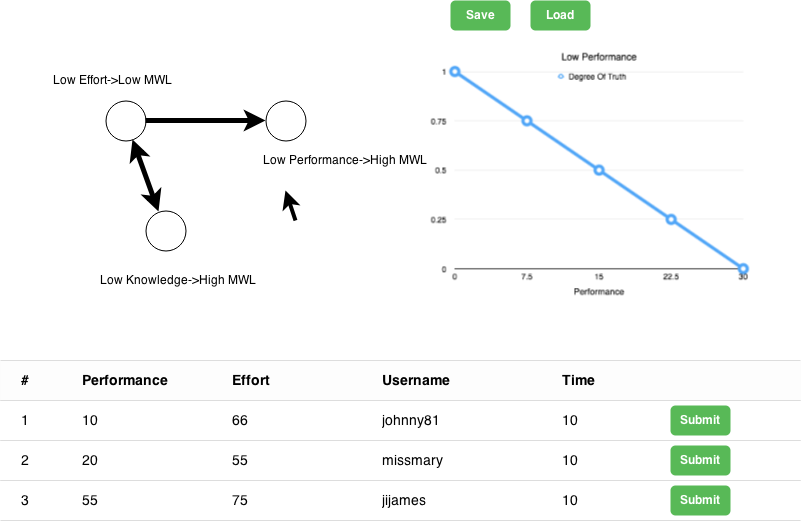 Save Load
Low Performance
Degree Of Truth
Low Effort->Low MWL
Low Performance->High MWL
Low Knowledge->High MWL
1
0.75
0.5
0.25
0
0 7.5 15 22.5 30
Performance
# Performance Effort Username Time
1 10 66 johnny81 10 Submit
2 20 55 missmary 10 Submit
3 55 75 jijames 10 Submit